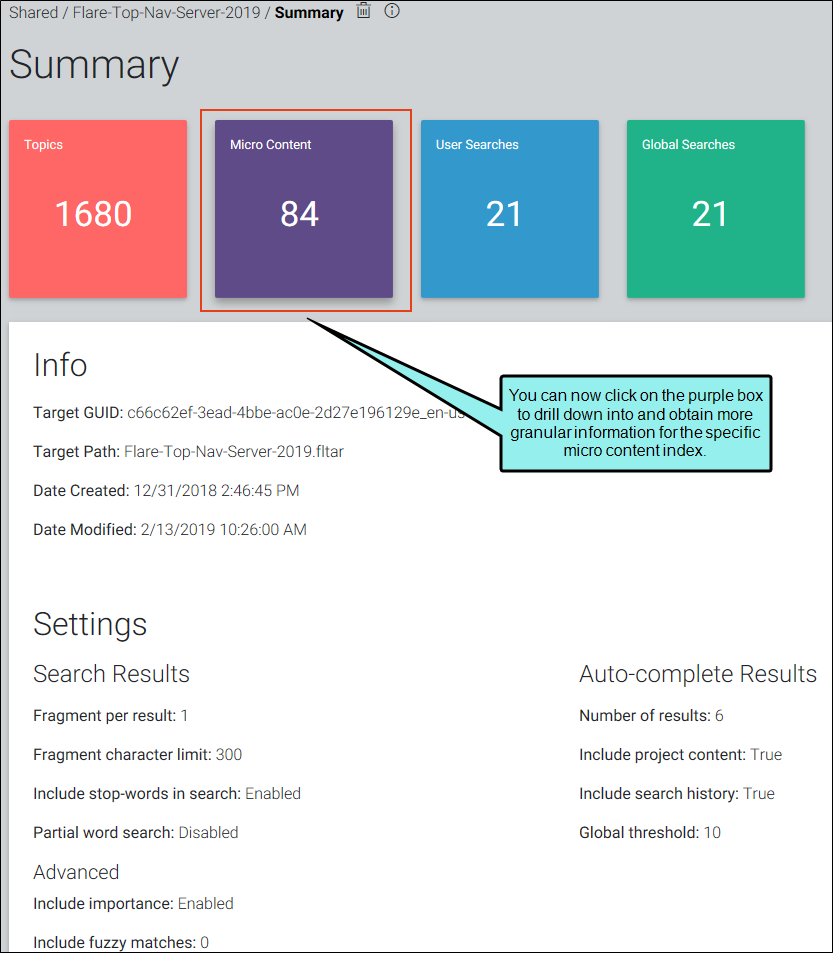 Shared / Flare-Top-Nav-Server-2019 / Summary
Summary
Topics
1680
Micro Content
84
User Searches
21
Global Searches
21
Info
Target GUID: c66c62ef-3ead-4bbe-ac0e-2d27e196129e_en-us
Target Path: Flare-Top-Nav-Server-2019.fltar
Date Created: 12/31/2018 2:46:45 PM
Date Modified: 2/13/2019 10:26:00 AM
You can now click on the purple box
to drill down into and obtain more
granular information for the specific
micro content index.
Settings
Search Results
Fragment per result: 1
Fragment character limit: 300
Include stop-words in search: Enabled
Partial word search: Disabled
Advanced
Include importance: Enabled
Include fuzzy matches: 0
Auto-complete Results
Number of results: 6
Include project content: True
Include search history: True
Global threshold: 10